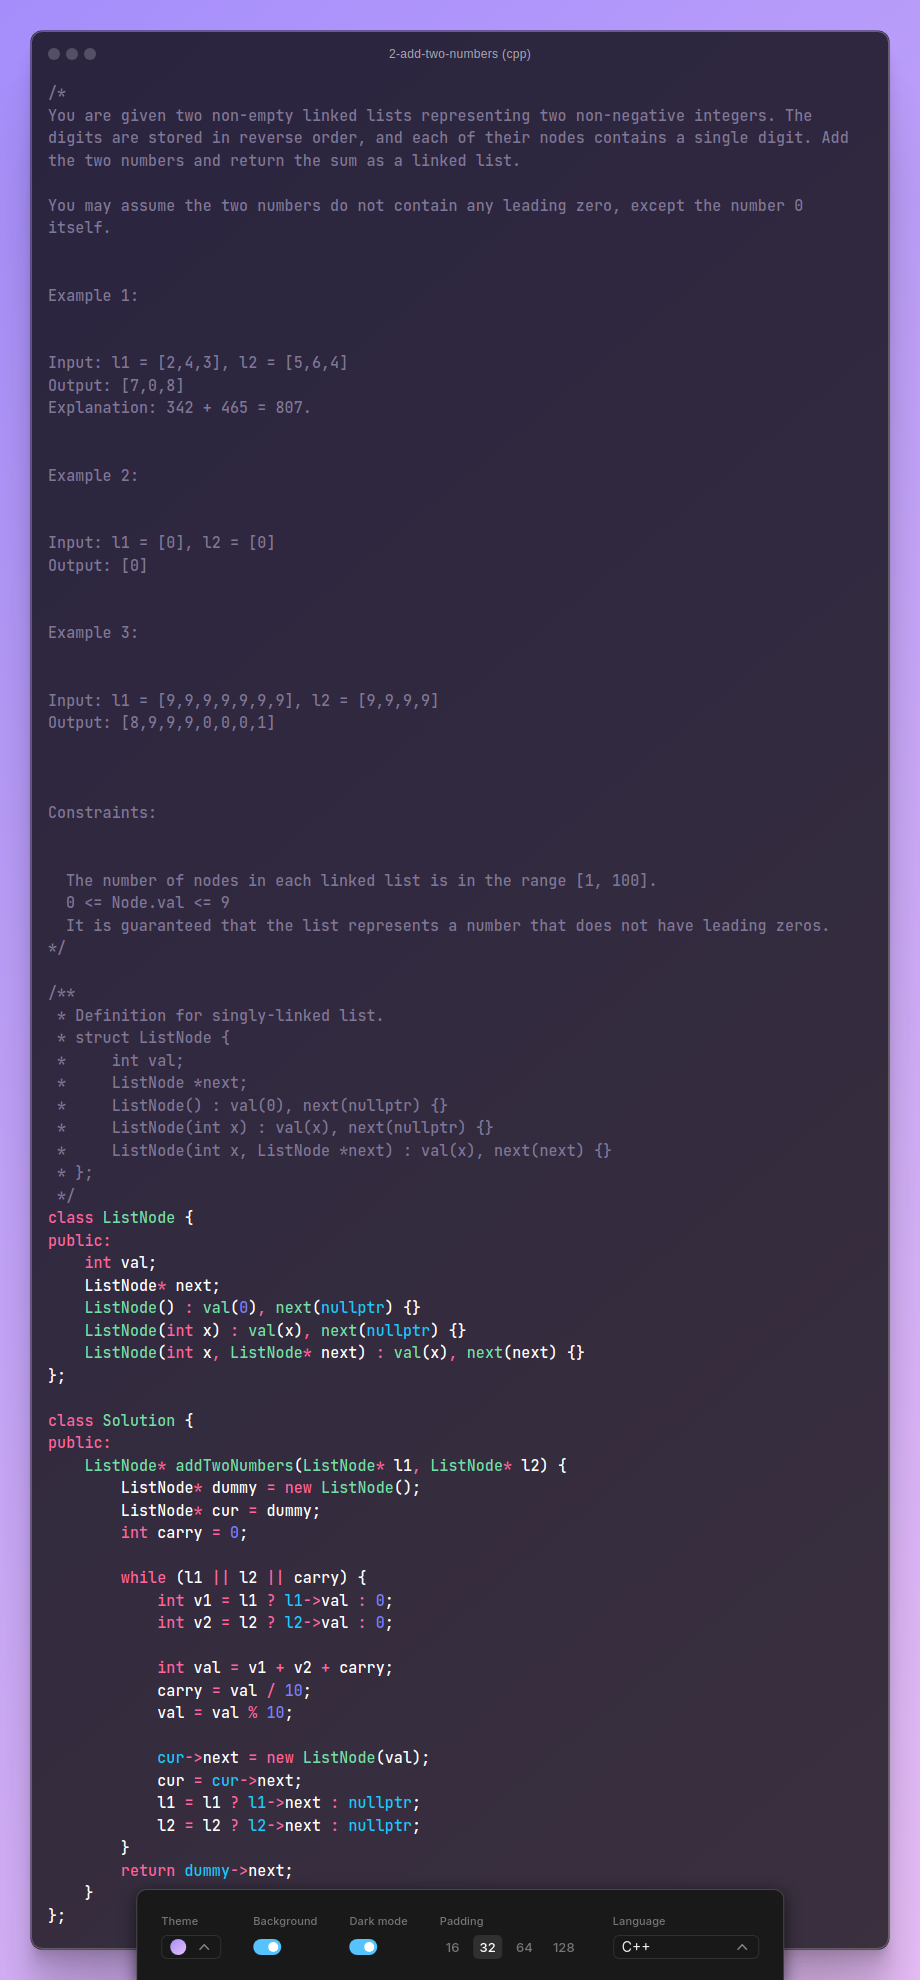 2-add-two-numbers (cpp)
/*
You are given two non-empty linked lists representing two non-negative integers. The
digits are stored in reverse order, and each of their nodes contains a single digit. Add
the two numbers and return the sum as a linked list.

You may assume the two numbers do not contain any leading zero, except the number 0
itself.


Example 1:


Input: l1 = [2,4,3], l2 = [5,6,4]
Output: [7,0,8]
Explanation: 342 + 465 = 807.


Example 2:


Input: l1 = [0], l2 = [0]
Output: [0]


Example 3:


Input: l1 = [9,9,9,9,9,9,9], l2 = [9,9,9,9]
Output: [8,9,9,9,0,0,0,1]



Constraints:


  The number of nodes in each linked list is in the range [1, 100].
  0 <= Node.val <= 9
  It is guaranteed that the list represents a number that does not have leading zeros.
*/

/**
 * Definition for singly-linked list.
 * struct ListNode {
 *     int val;
 *     ListNode *next;
 *     ListNode() : val(0), next(nullptr) {}
 *     ListNode(int x) : val(x), next(nullptr) {}
 *     ListNode(int x, ListNode *next) : val(x), next(next) {}
 * };
 */
class ListNode {
public:
    int val;
    ListNode* next;
    ListNode() : val(0), next(nullptr) {}
    ListNode(int x) : val(x), next(nullptr) {}
    ListNode(int x, ListNode* next) : val(x), next(next) {}
};

class Solution {
public:
    ListNode* addTwoNumbers(ListNode* l1, ListNode* l2) {
        ListNode* dummy = new ListNode();
        ListNode* cur = dummy;
        int carry = 0;

        while (l1 || l2 || carry) {
            int v1 = l1 ? l1->val : 0;
            int v2 = l2 ? l2->val : 0;

            int val = v1 + v2 + carry;
            carry = val / 10;
            val = val % 10;

            cur->next = new ListNode(val);
            cur = cur->next;
            l1 = l1 ? l1->next : nullptr;
            l2 = l2 ? l2->next : nullptr;
        }
        return dummy->next;
    }
};
Theme Background Dark mode Padding Language
16 32 64 128 C++